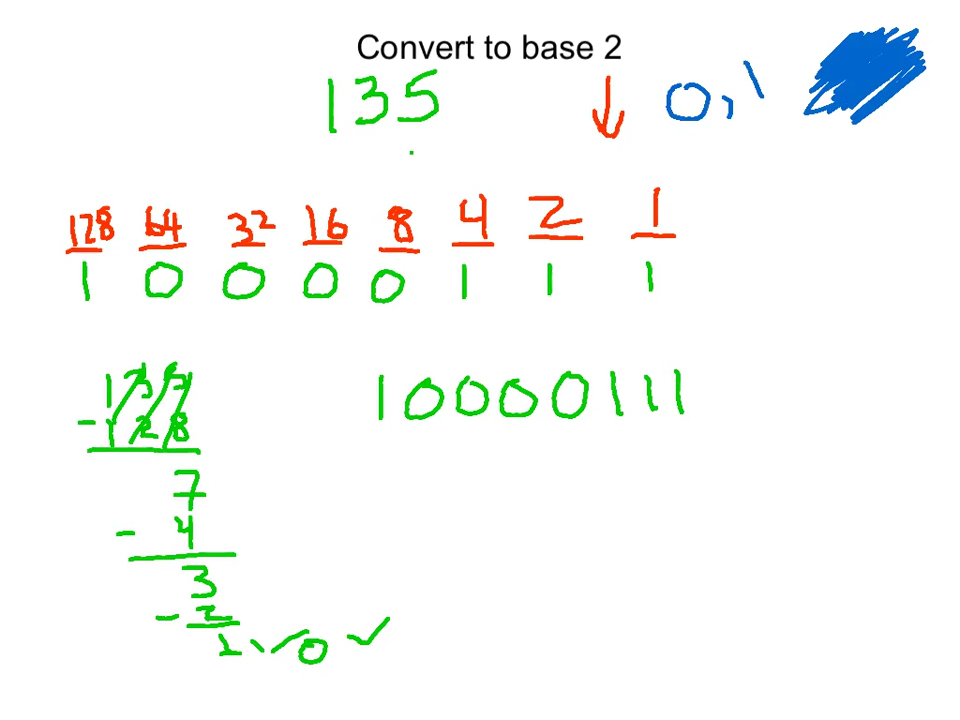 Convert to base 2
135 ↓ 0, 1
128 64 32 16 8 4 2 1
1 0 0 0 0 1 1 1
135 10000111
- 128
7
- 4
3
- 2
1 ✓ 0 ✓